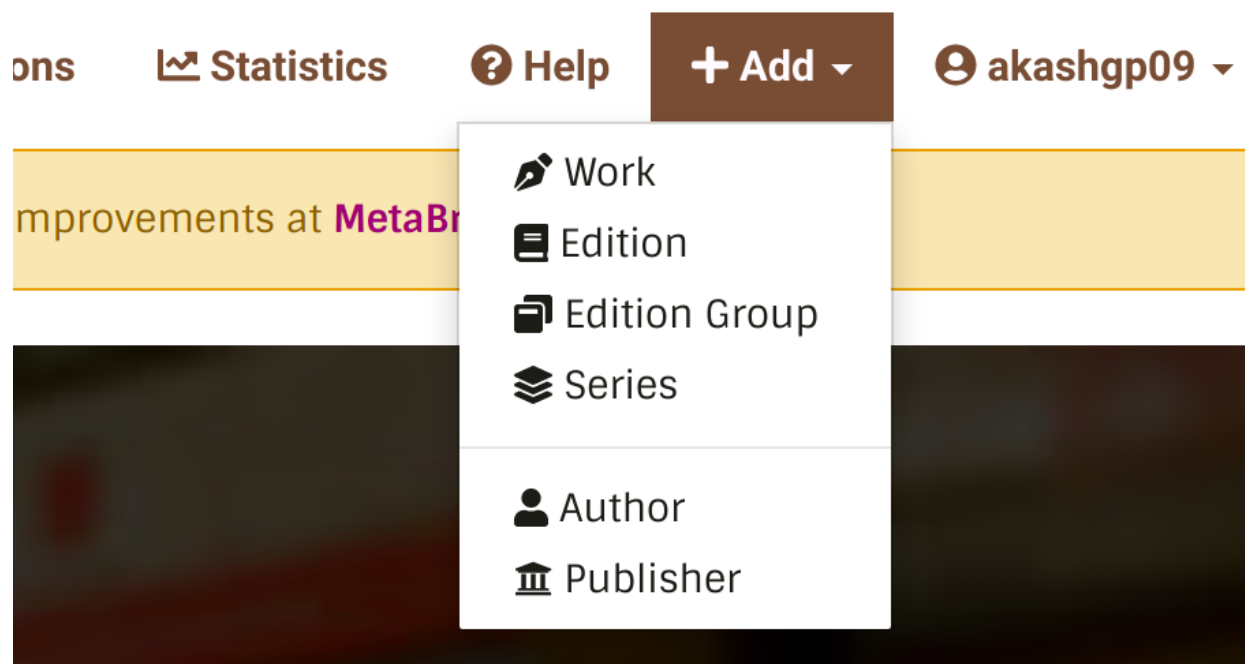 ons Statistics Help + Add akashgp09
mprovements at MetaBr
Work
Edition
Edition Group
Series
Author
Publisher